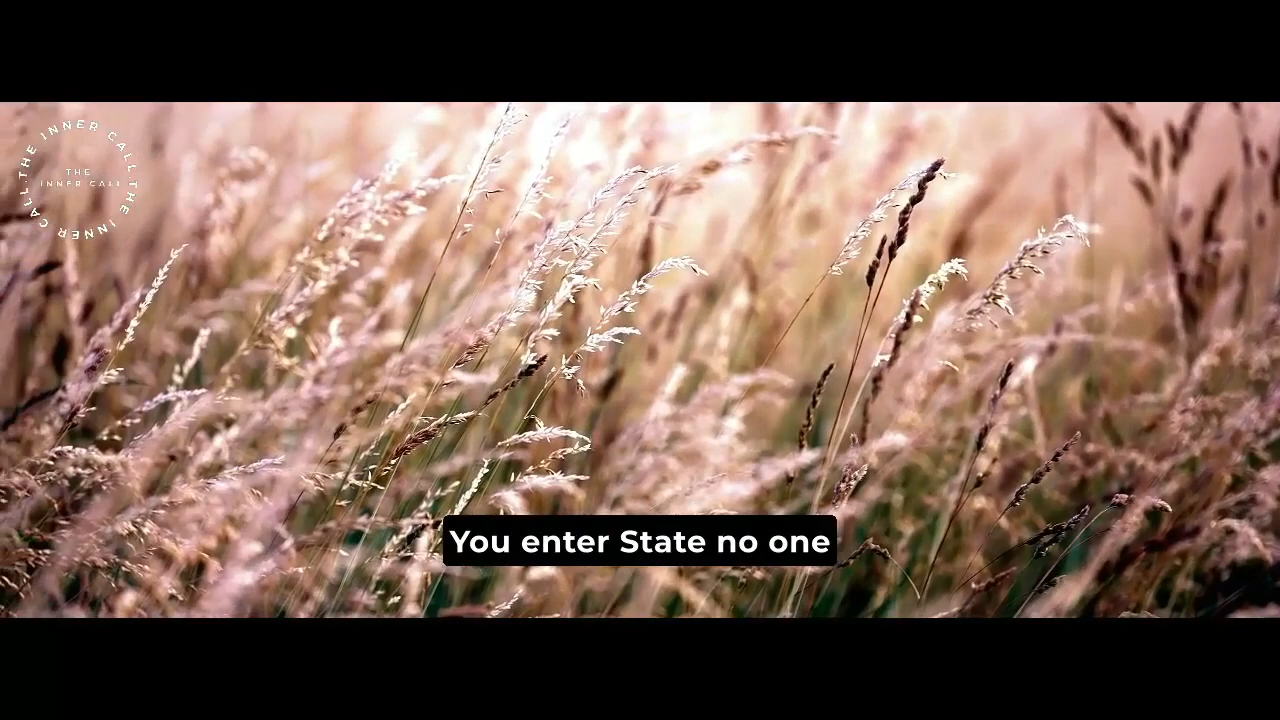 THE INNER CALL THE INNER CALL
THE
INNER CALL
You enter State no one